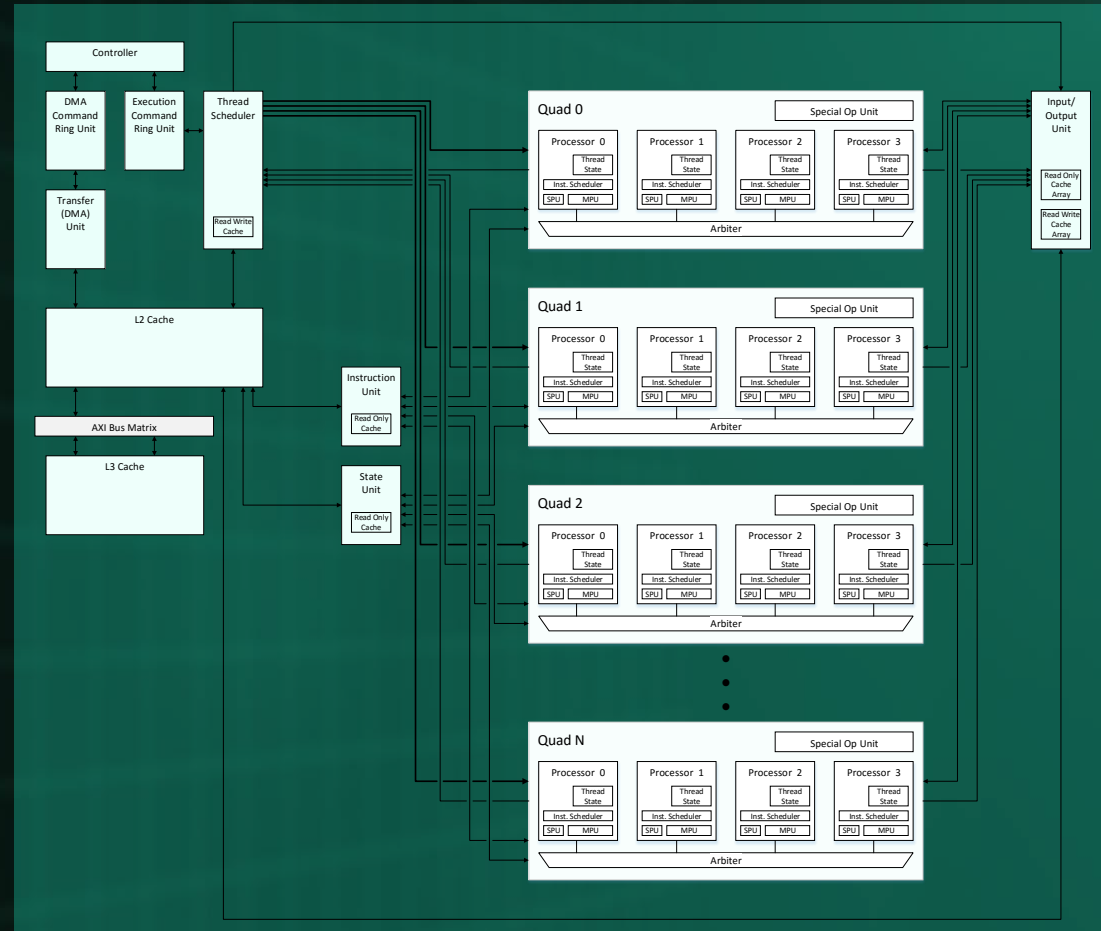 Controller
DMA
Command
Ring Unit
Execution
Command
Ring Unit
Thread
Scheduler
Read Write
Cache
Transfer
(DMA)
Unit
L2 Cache
AXI Bus Matrix
L3 Cache
Instruction
Unit
Read Only
Cache
State
Unit
Read Only
Cache
Quad 0
Special Op Unit
Processor 0
Thread
State
Inst. Scheduler
SPU
MPU
Processor 1
Thread
State
Inst. Scheduler
SPU
MPU
Processor 2
Thread
State
Inst. Scheduler
SPU
MPU
Processor 3
Thread
State
Inst. Scheduler
SPU
MPU
Arbiter
Quad 1
Special Op Unit
Processor 0
Thread
State
Inst. Scheduler
SPU
MPU
Processor 1
Thread
State
Inst. Scheduler
SPU
MPU
Processor 2
Thread
State
Inst. Scheduler
SPU
MPU
Processor 3
Thread
State
Inst. Scheduler
SPU
MPU
Arbiter
Quad 2
Special Op Unit
Processor 0
Thread
State
Inst. Scheduler
SPU
MPU
Processor 1
Thread
State
Inst. Scheduler
SPU
MPU
Processor 2
Thread
State
Inst. Scheduler
SPU
MPU
Processor 3
Thread
State
Inst. Scheduler
SPU
MPU
Arbiter
Quad N
Special Op Unit
Processor 0
Thread
State
Inst. Scheduler
SPU
MPU
Processor 1
Thread
State
Inst. Scheduler
SPU
MPU
Processor 2
Thread
State
Inst. Scheduler
SPU
MPU
Processor 3
Thread
State
Inst. Scheduler
SPU
MPU
Arbiter
Input/
Output
Unit
Read Only
Cache
Array
Read Write
Cache
Array